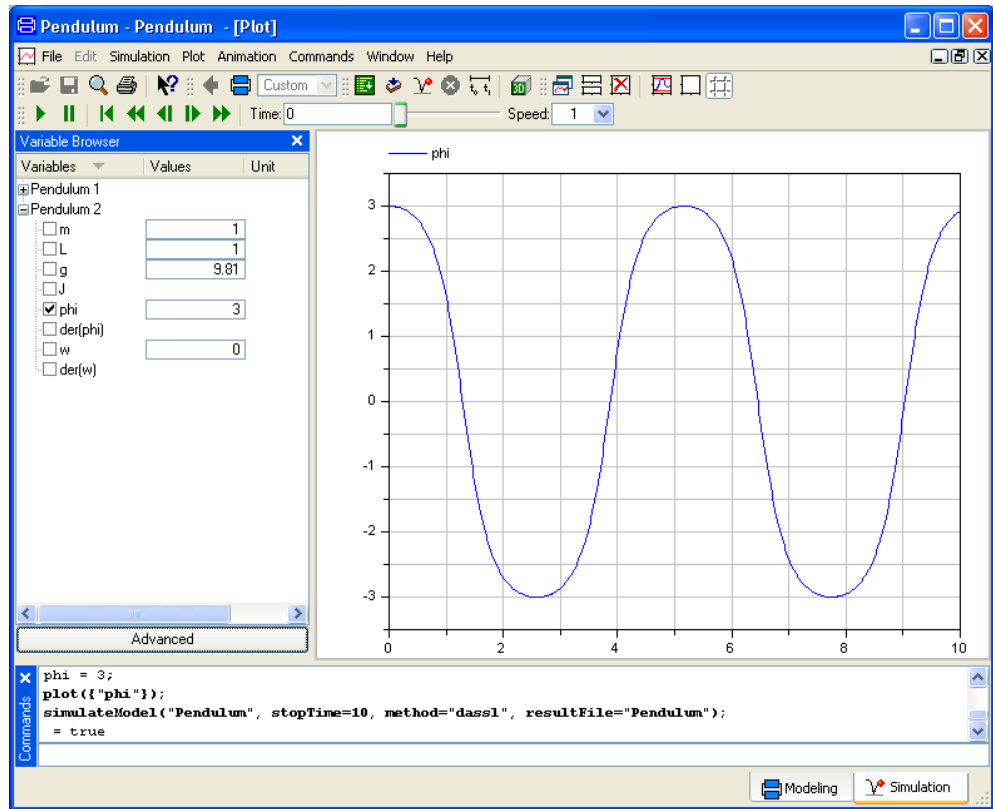 Pendulum - Pendulum - [Plot]
File Edit Simulation Plot Animation Commands Window Help
Custom 3D
Time: 0 Speed: 1
Variable Browser
Variables Values Unit
Pendulum 1
Pendulum 2
m 1
L 1
g 9.81
J
phi 3
der(phi)
w 0
der(w)
Advanced
phi
3
2
1
0
-1
-2
-3
0 2 4 6 8 10
Commands
phi = 3;
plot({"phi"});
simulateModel("Pendulum", stopTime=10, method="dassl", resultFile="Pendulum");
= true
Modeling Simulation